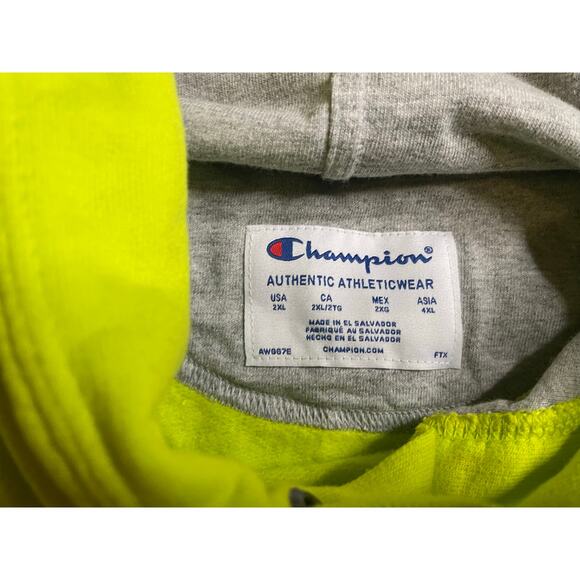 Champion®
AUTHENTIC ATHLETICWEAR
USA CA MEX ASIA
2XL 2XL/2TG 2XG 4XL
MADE IN EL SALVADOR
FABRIQUÉ AU SALVADOR
HECHO EN EL SALVADOR
AWG67E CHAMPION.COM FTX